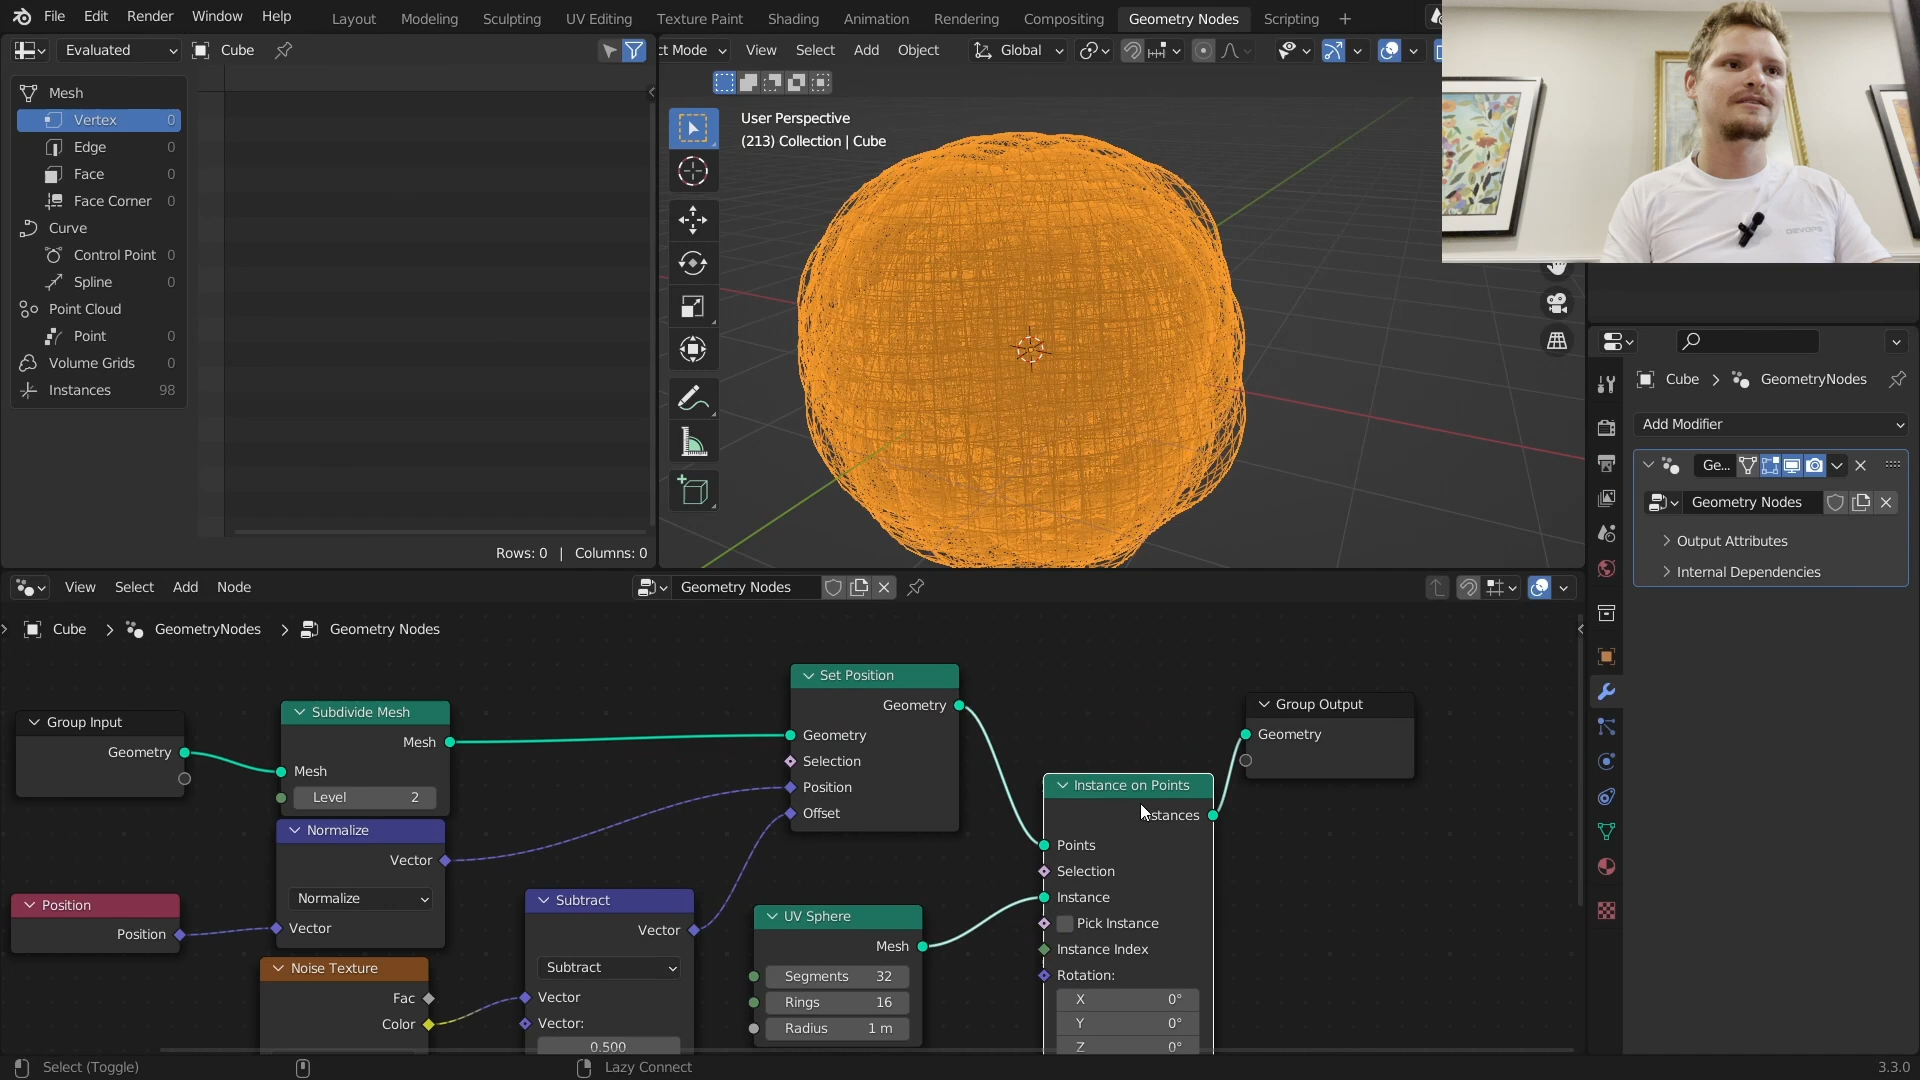 File Edit Render Window Help
Layout Modeling Sculpting UV Editing Texture Paint Shading Animation Rendering Compositing Geometry Nodes Scripting
Evaluated Cube
ct Mode View Select Add Object Global
Mesh
Vertex 0
Edge 0
Face 0
Face Corner 0
Curve
Control Point 0
Spline 0
Point Cloud
Point 0
Volume Grids 0
Instances 98
Rows: 0 | Columns: 0
User Perspective
(213) Collection | Cube
DEVOPS
Cube > GeometryNodes
Add Modifier
Ge...
Geometry Nodes
Output Attributes
Internal Dependencies
View Select Add Node
Geometry Nodes
Cube > GeometryNodes > Geometry Nodes
Group Input
Geometry
Subdivide Mesh
Mesh
Mesh
Level 2
Normalize
Vector
Normalize
Vector
Position
Position
Noise Texture
Fac
Color
Subtract
Vector
Subtract
Vector
Vector:
0.500
Set Position
Geometry
Geometry
Selection
Position
Offset
UV Sphere
Mesh
Segments 32
Rings 16
Radius 1 m
Instance on Points
stances
Points
Selection
Instance
Pick Instance
Instance Index
Rotation:
X 0°
Y 0°
Z 0°
Group Output
Geometry
Select (Toggle)
Lazy Connect
3.3.0